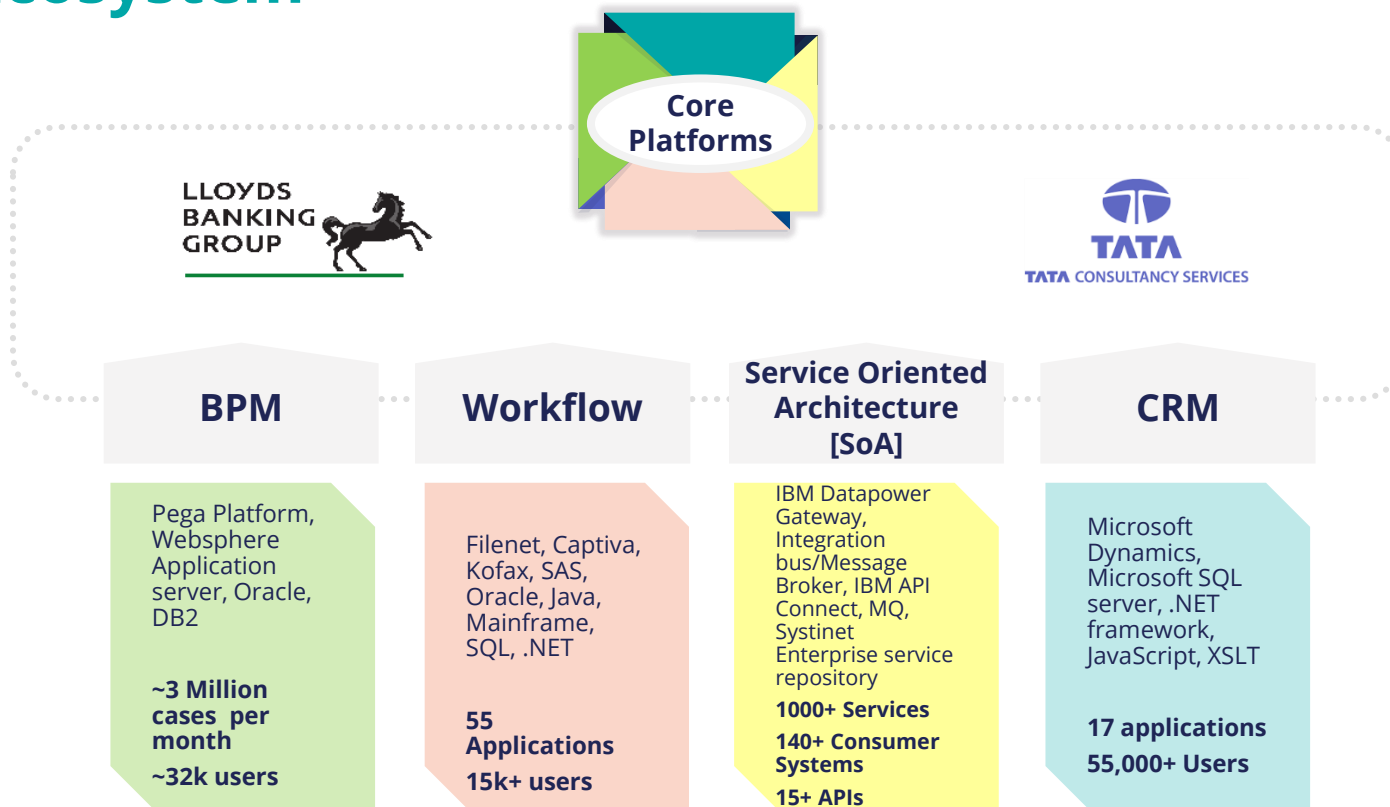 Core
Platforms
LLOYDS
BANKING
GROUP
TATA
TATA CONSULTANCY SERVICES
BPM
Workflow
Service Oriented
Architecture
[SoA]
CRM
Pega Platform,
Websphere
Application
server, Oracle,
DB2
~3 Million
cases per
month
~32k users
Filenet, Captiva,
Kofax, SAS,
Oracle, Java,
Mainframe,
SQL, .NET
55
Applications
15k+ users
IBM Datapower
Gateway,
Integration
bus/Message
Broker, IBM API
Connect, MQ,
Systinet
Enterprise service
repository
1000+ Services
140+ Consumer
Systems
15+ APIs
Microsoft
Dynamics,
Microsoft SQL
server, .NET
framework,
JavaScript, XSLT
17 applications
55,000+ Users